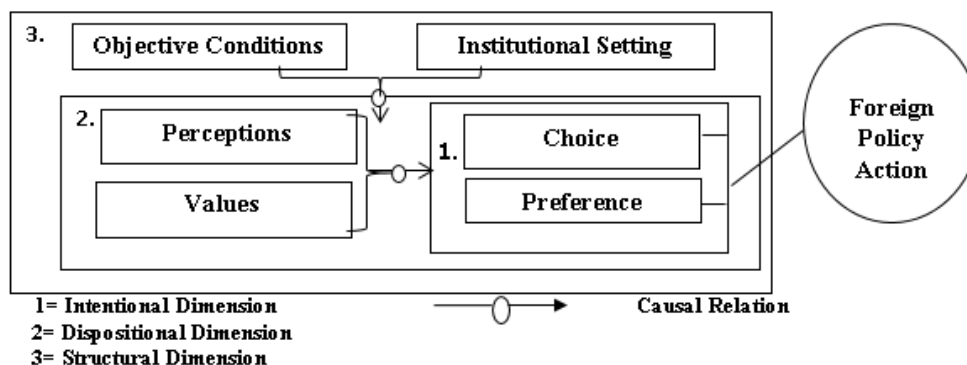 3.
Objective Conditions
Institutional Setting
2.
Perceptions
Values
1.
Choice
Preference
Foreign
Policy
Action
1= Intentional Dimension
Causal Relation
2= Dispositional Dimension
3= Structural Dimension